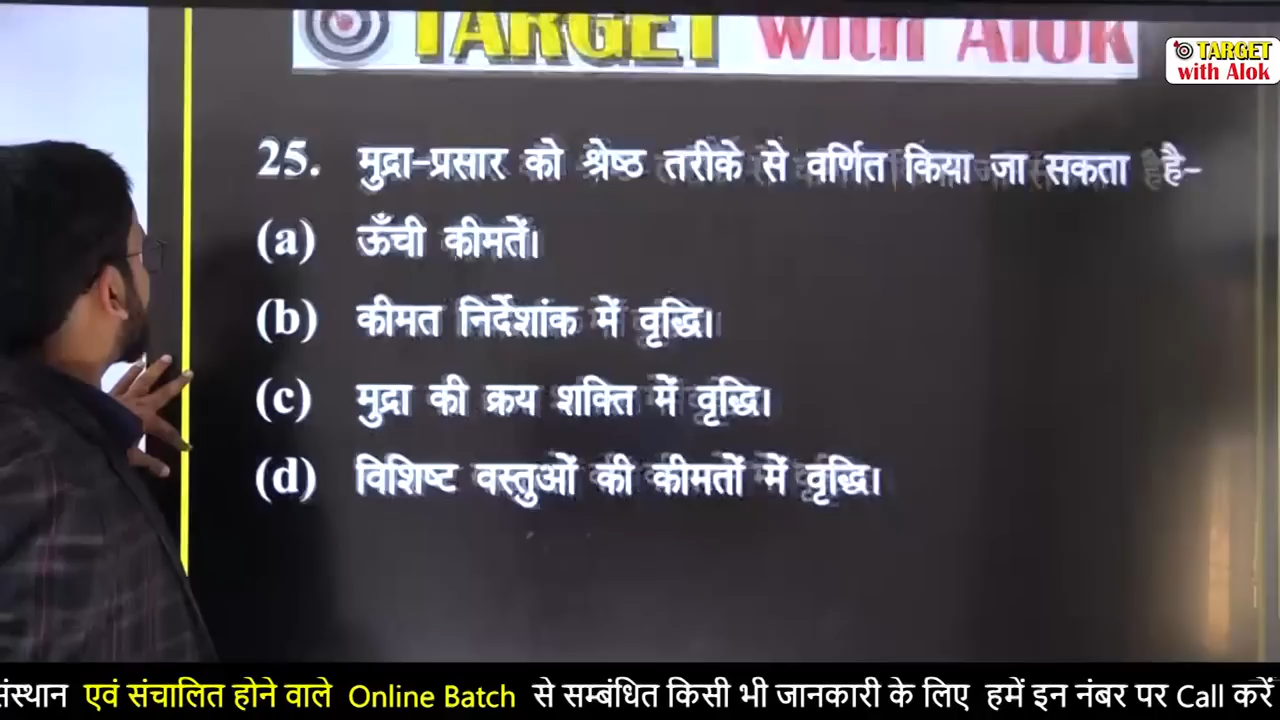 TARGET with Alok
TARGET
with Alok
25. मुद्रा-प्रसार को श्रेष्ठ तरीके से वर्णित किया जा सकता है-
(a) ऊँची कीमतें।
(b) कीमत निर्देशांक में वृद्धि।
(c) मुद्रा की क्रय शक्ति में वृद्धि।
(d) विशिष्ट वस्तुओं की कीमतों में वृद्धि।
संस्थान एवं संचालित होने वाले Online Batch से सम्बंधित किसी भी जानकारी के लिए हमें इन नंबर पर Call करें